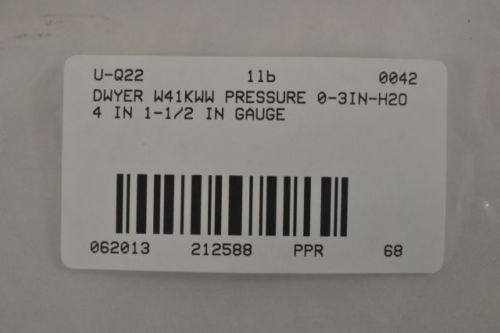 U-Q22 1lb 0042
DWYER W41KWW PRESSURE 0-3IN-H2O
4 IN 1-1/2 IN GAUGE
062013 212588 PPR 68